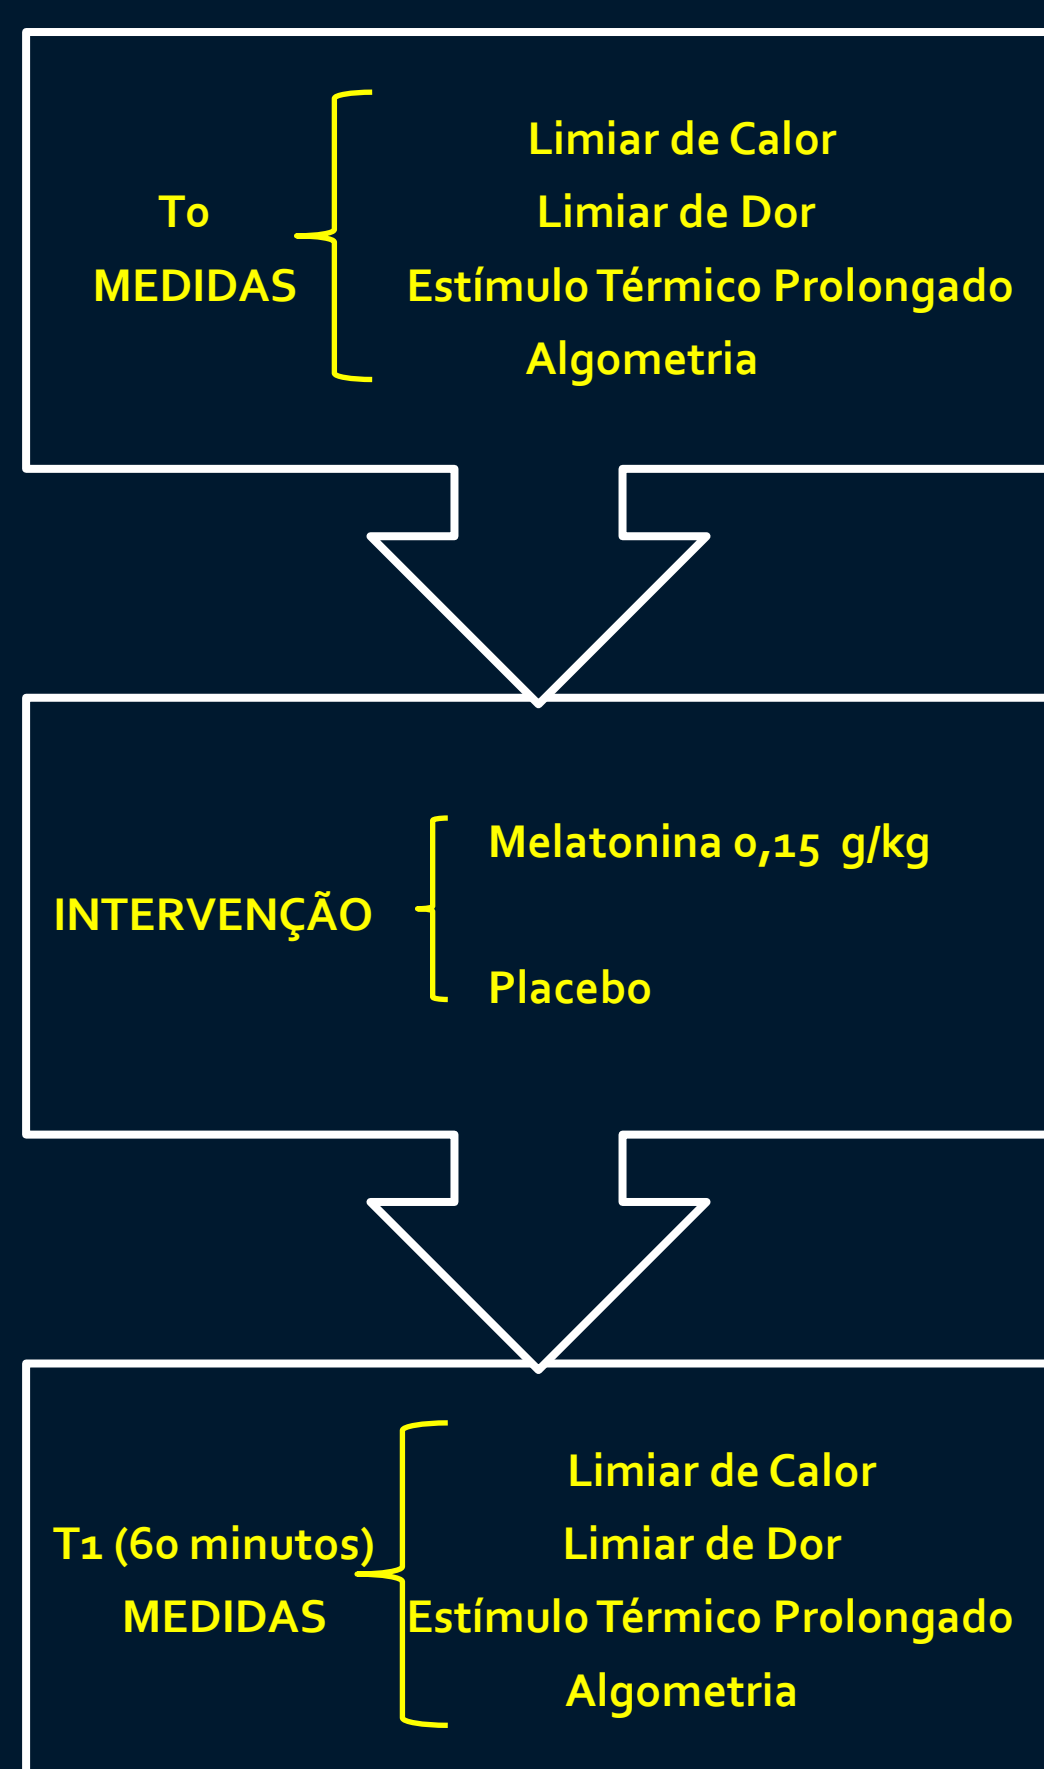 Limiar de Calor
T0 Limiar de Dor
MEDIDAS Estímulo Térmico Prolongado
Algometria
Melatonina 0,15 g/kg
INTERVENÇÃO
Placebo
Limiar de Calor
T1 (60 minutos) Limiar de Dor
MEDIDAS Estímulo Térmico Prolongado
Algometria